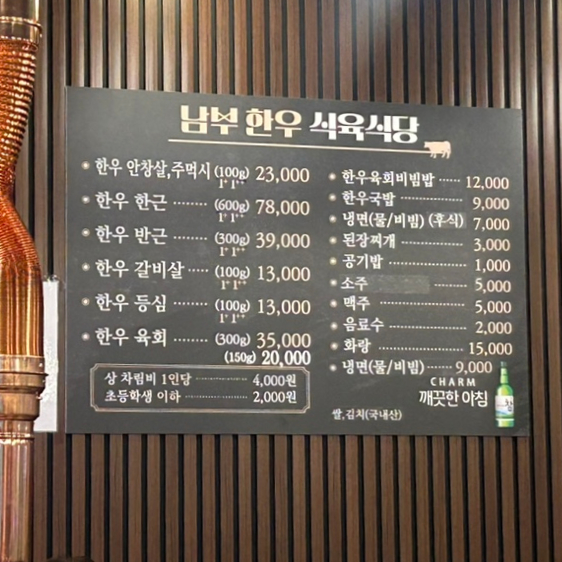 남부 한우 식육식당
한우 안창살,주먹시 (100g) 23,000
1+ 1++
한우 한근 ······· (600g) 78,000
1+ 1++
한우 반근 ······· (300g) 39,000
1+ 1++
한우 갈비살 ····· (100g) 13,000
1+ 1++
한우 등심 ······· (100g) 13,000
1+ 1++
한우 육회 ······· (300g) 35,000
(150g) 20,000
상 차림비 1인당 ··············· 4,000원
초등학생 이하 ················· 2,000원
한우육회비빔밥 ······ 12,000
한우국밥 ················ 9,000
냉면(물/비빔) (후식) 7,000
된장찌개 ················ 3,000
공기밥 ··················· 1,000
소주 ········ 5,000
맥주 ······················ 5,000
음료수 ··················· 2,000
화랑 ······················ 15,000
냉면(물/비빔) ········ 9,000
CHARM
깨끗한 아침
참
쌀,김치(국내산)